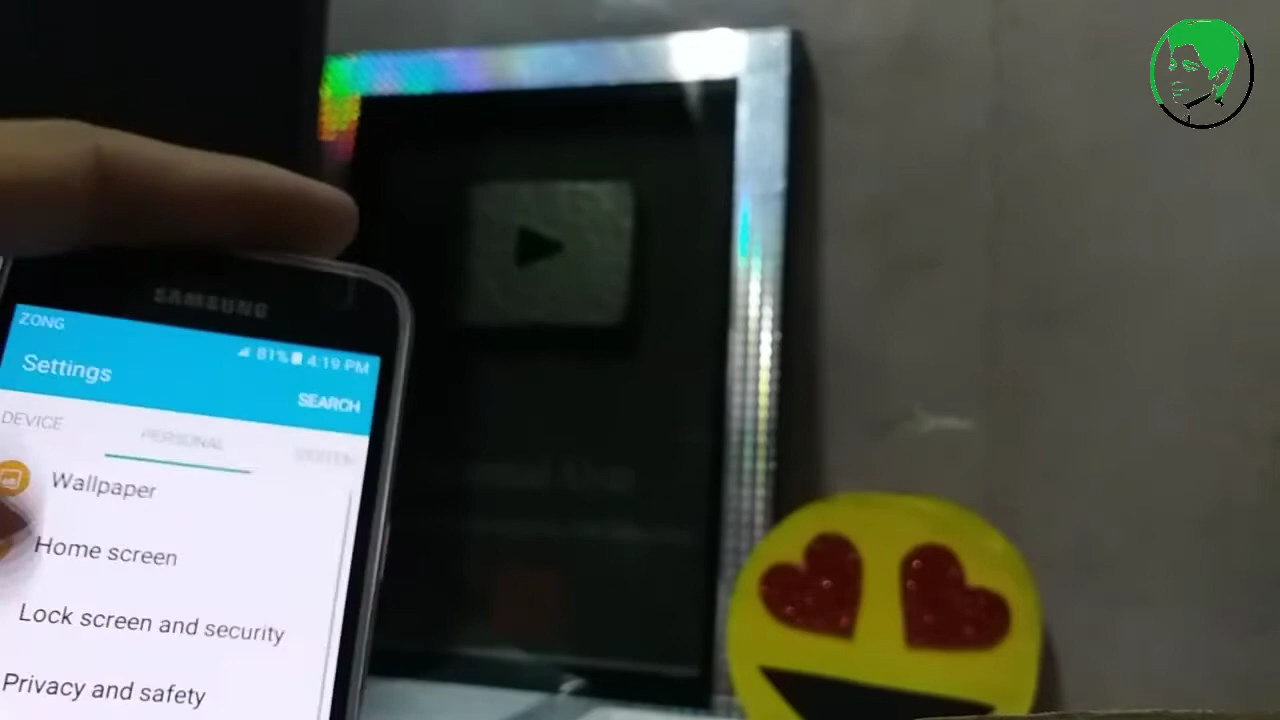 SAMSUNG
ZONG
81% 4:19 PM
Settings
SEARCH
DEVICE PERSONAL SYSTEM
Wallpaper
Home screen
Lock screen and security
Privacy and safety